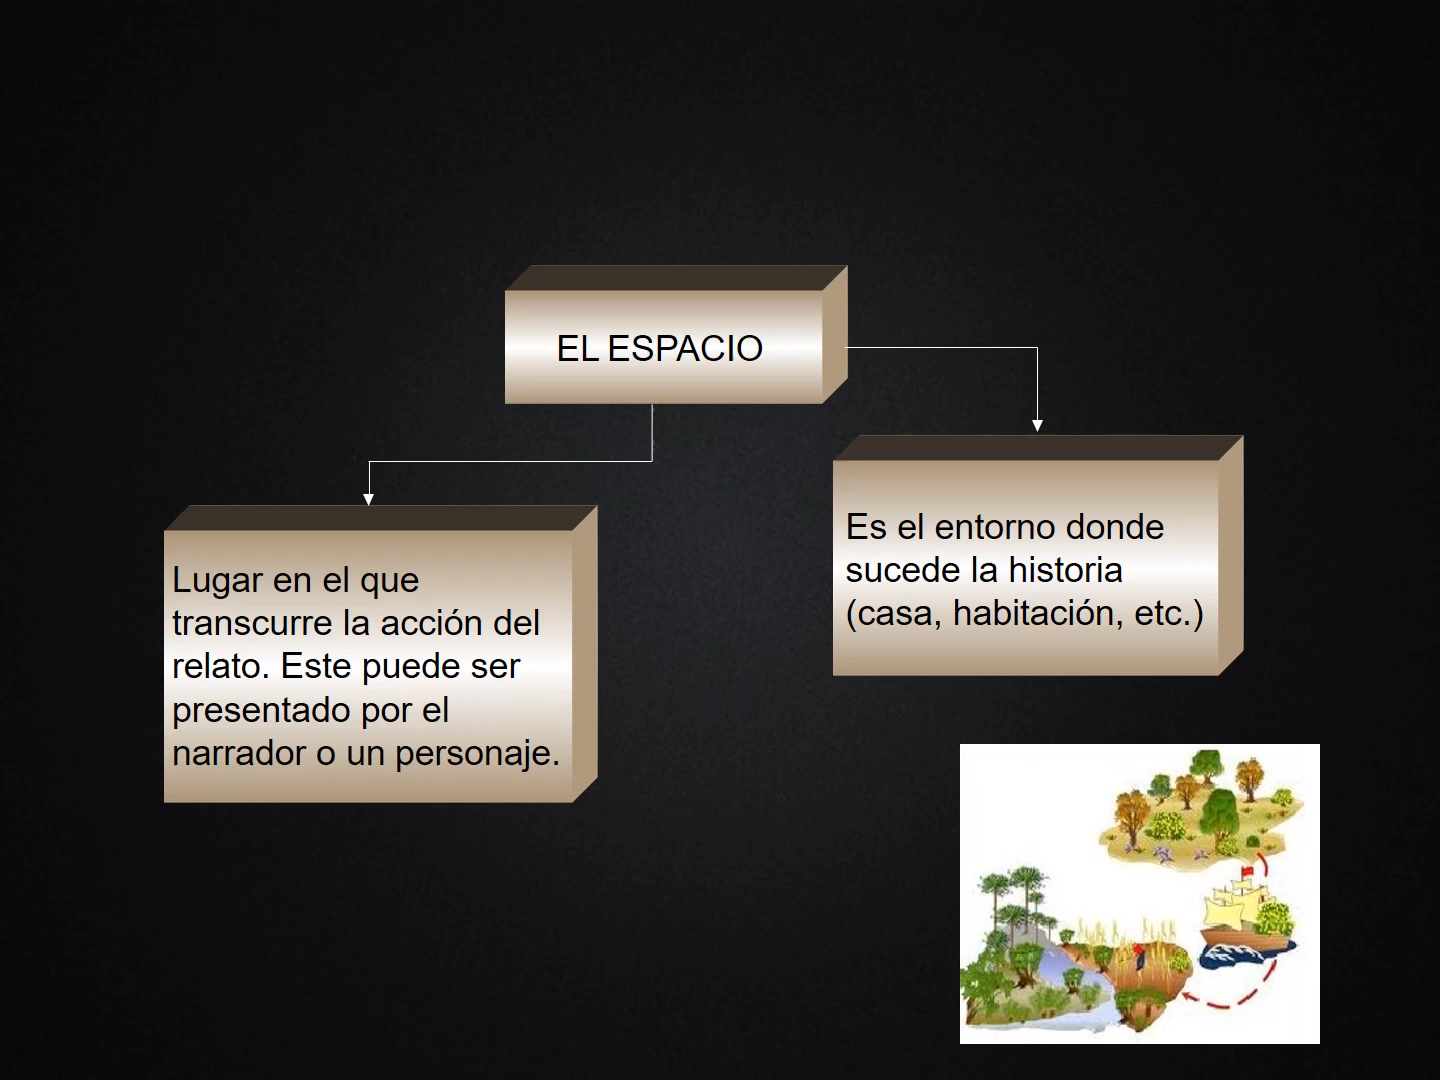 EL ESPACIO
Lugar en el que
transcurre la acción del
relato. Este puede ser
presentado por el
narrador o un personaje.
Es el entorno donde
sucede la historia
(casa, habitación, etc.)